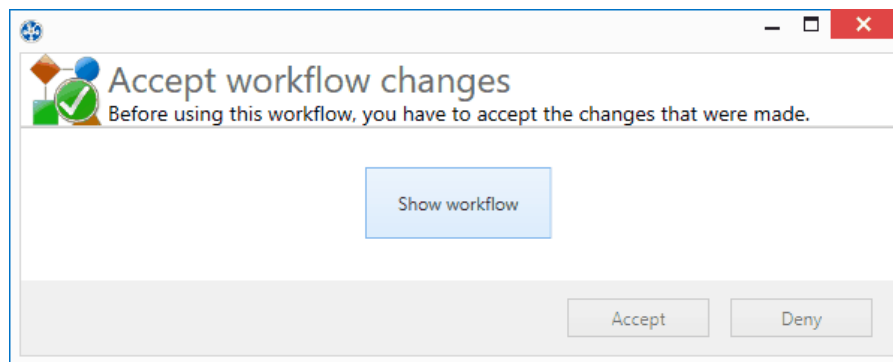 Accept workflow changes
Before using this workflow, you have to accept the changes that were made.
Show workflow
Accept
Deny